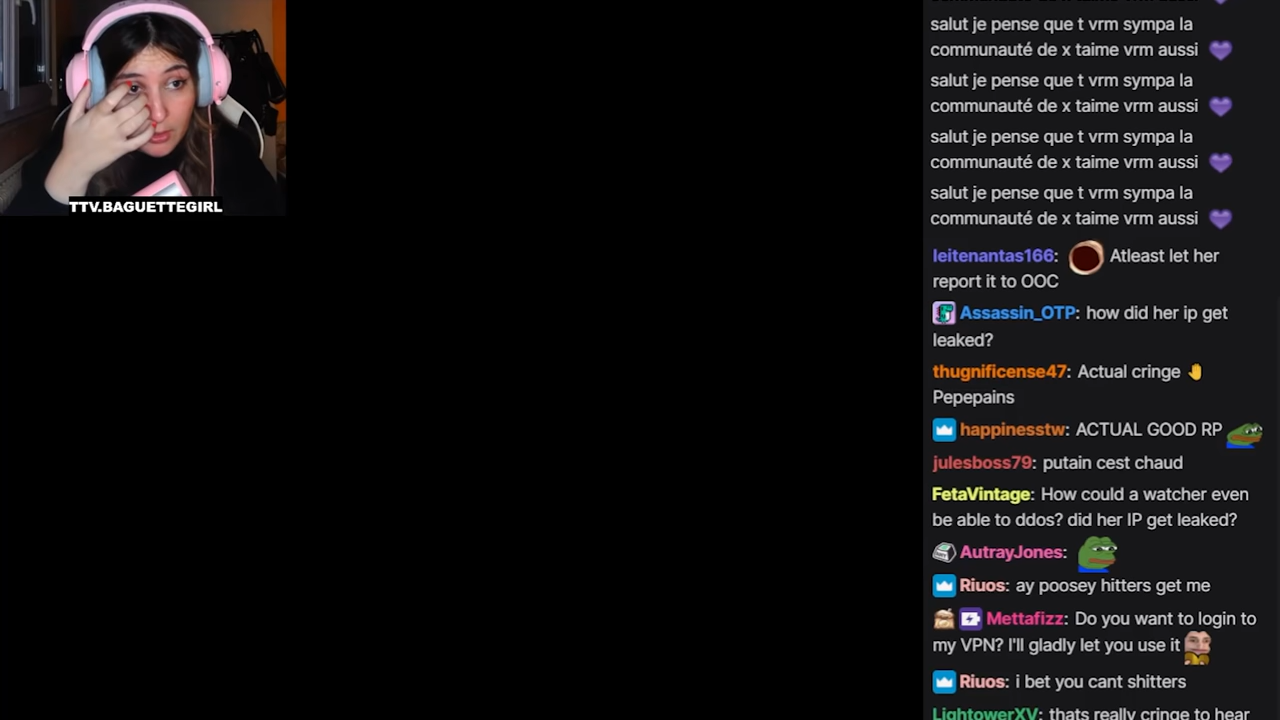 salut je pense que t vrm sympa la
communauté de x taime vrm aussi 💜
salut je pense que t vrm sympa la
communauté de x taime vrm aussi 💜
salut je pense que t vrm sympa la
communauté de x taime vrm aussi 💜
salut je pense que t vrm sympa la
communauté de x taime vrm aussi 💜
TTV.BAGUETTEGIRL
leitenantas166: Atleast let her
report it to OOC
Assassin_OTP: how did her ip get
leaked?
thugnificense47: Actual cringe 🤚
Pepepains
happinesstw: ACTUAL GOOD RP
julesboss79: putain cest chaud
FetaVintage: How could a watcher even
be able to ddos? did her IP get leaked?
AutrayJones:
Riuos: ay poosey hitters get me
Mettafizz: Do you want to login to
my VPN? I'll gladly let you use it
Riuos: i bet you cant shitters
LightowerXV: thats really cringe to hear